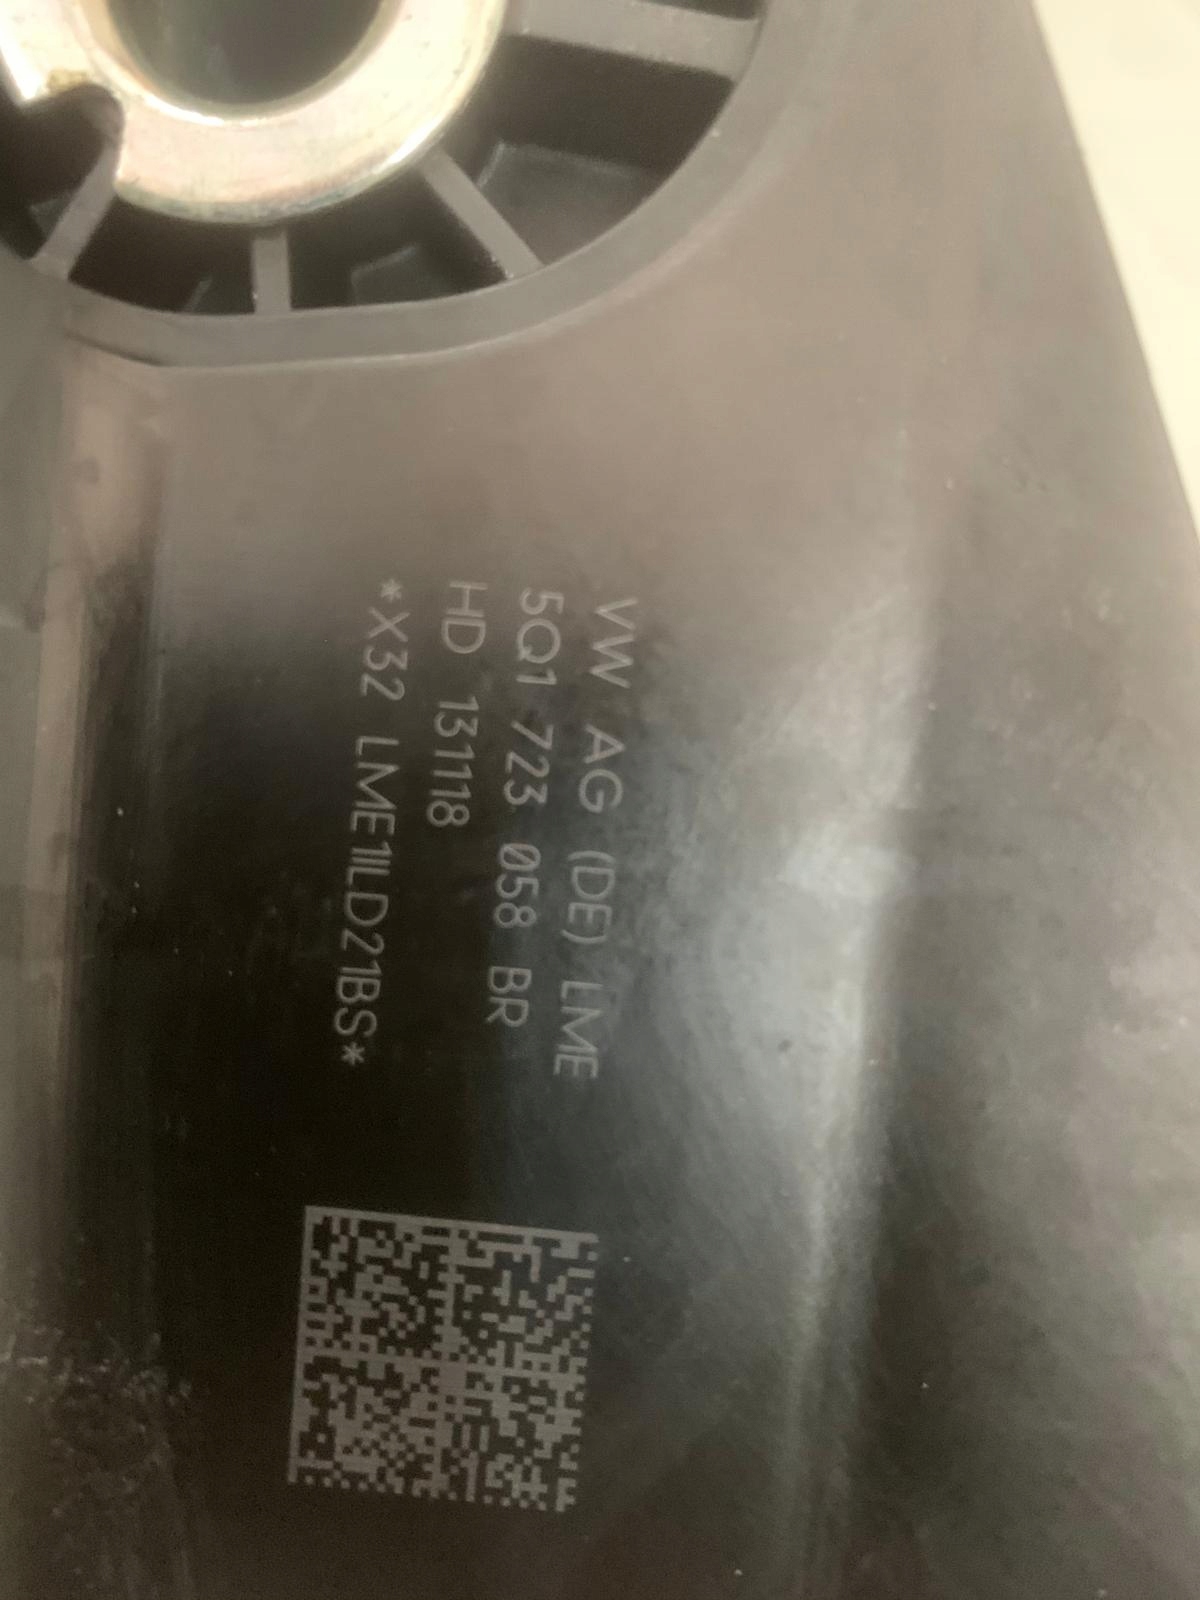 VW AG (DE) LME
5Q1 723 058 BR
HD 131118
*X32 LME1ILD21BS*